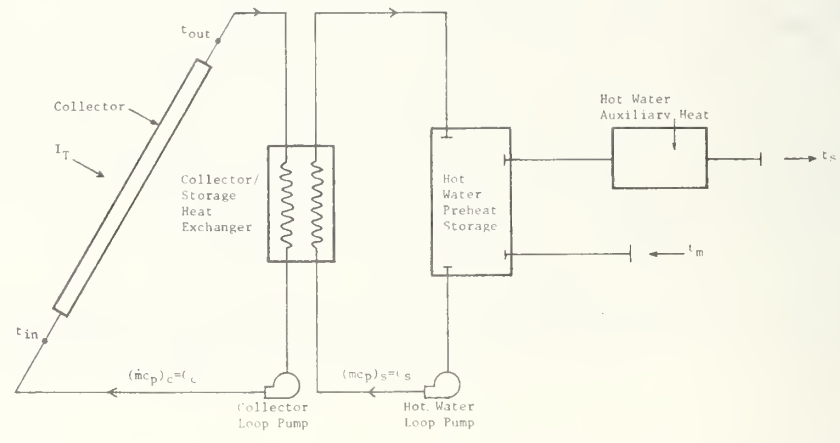 t_out
Collector
I_T
Collector/
Storage
Heat
Exchanger
Hot
Water
Preheat
Storage
Hot Water
Auxiliary Heat
t_s
t_m
t_in
(ṁc_p)_c=C_c
(mc_p)_s=C_s
Collector
Loop Pump
Hot Water
Loop Pump